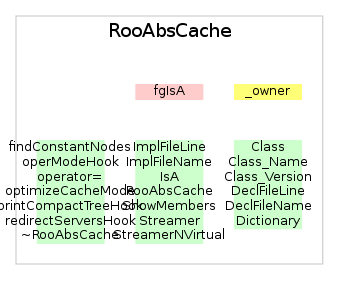 RooAbsCache
fgIsA
_owner
findConstantNodes
operModeHook
operator=
optimizeCacheMode
printCompactTreeHook
redirectServersHook
~RooAbsCache
ImplFileLine
ImplFileName
IsA
RooAbsCache
ShowMembers
Streamer
StreamerNVirtual
Class
Class_Name
Class_Version
DeclFileLine
DeclFileName
Dictionary